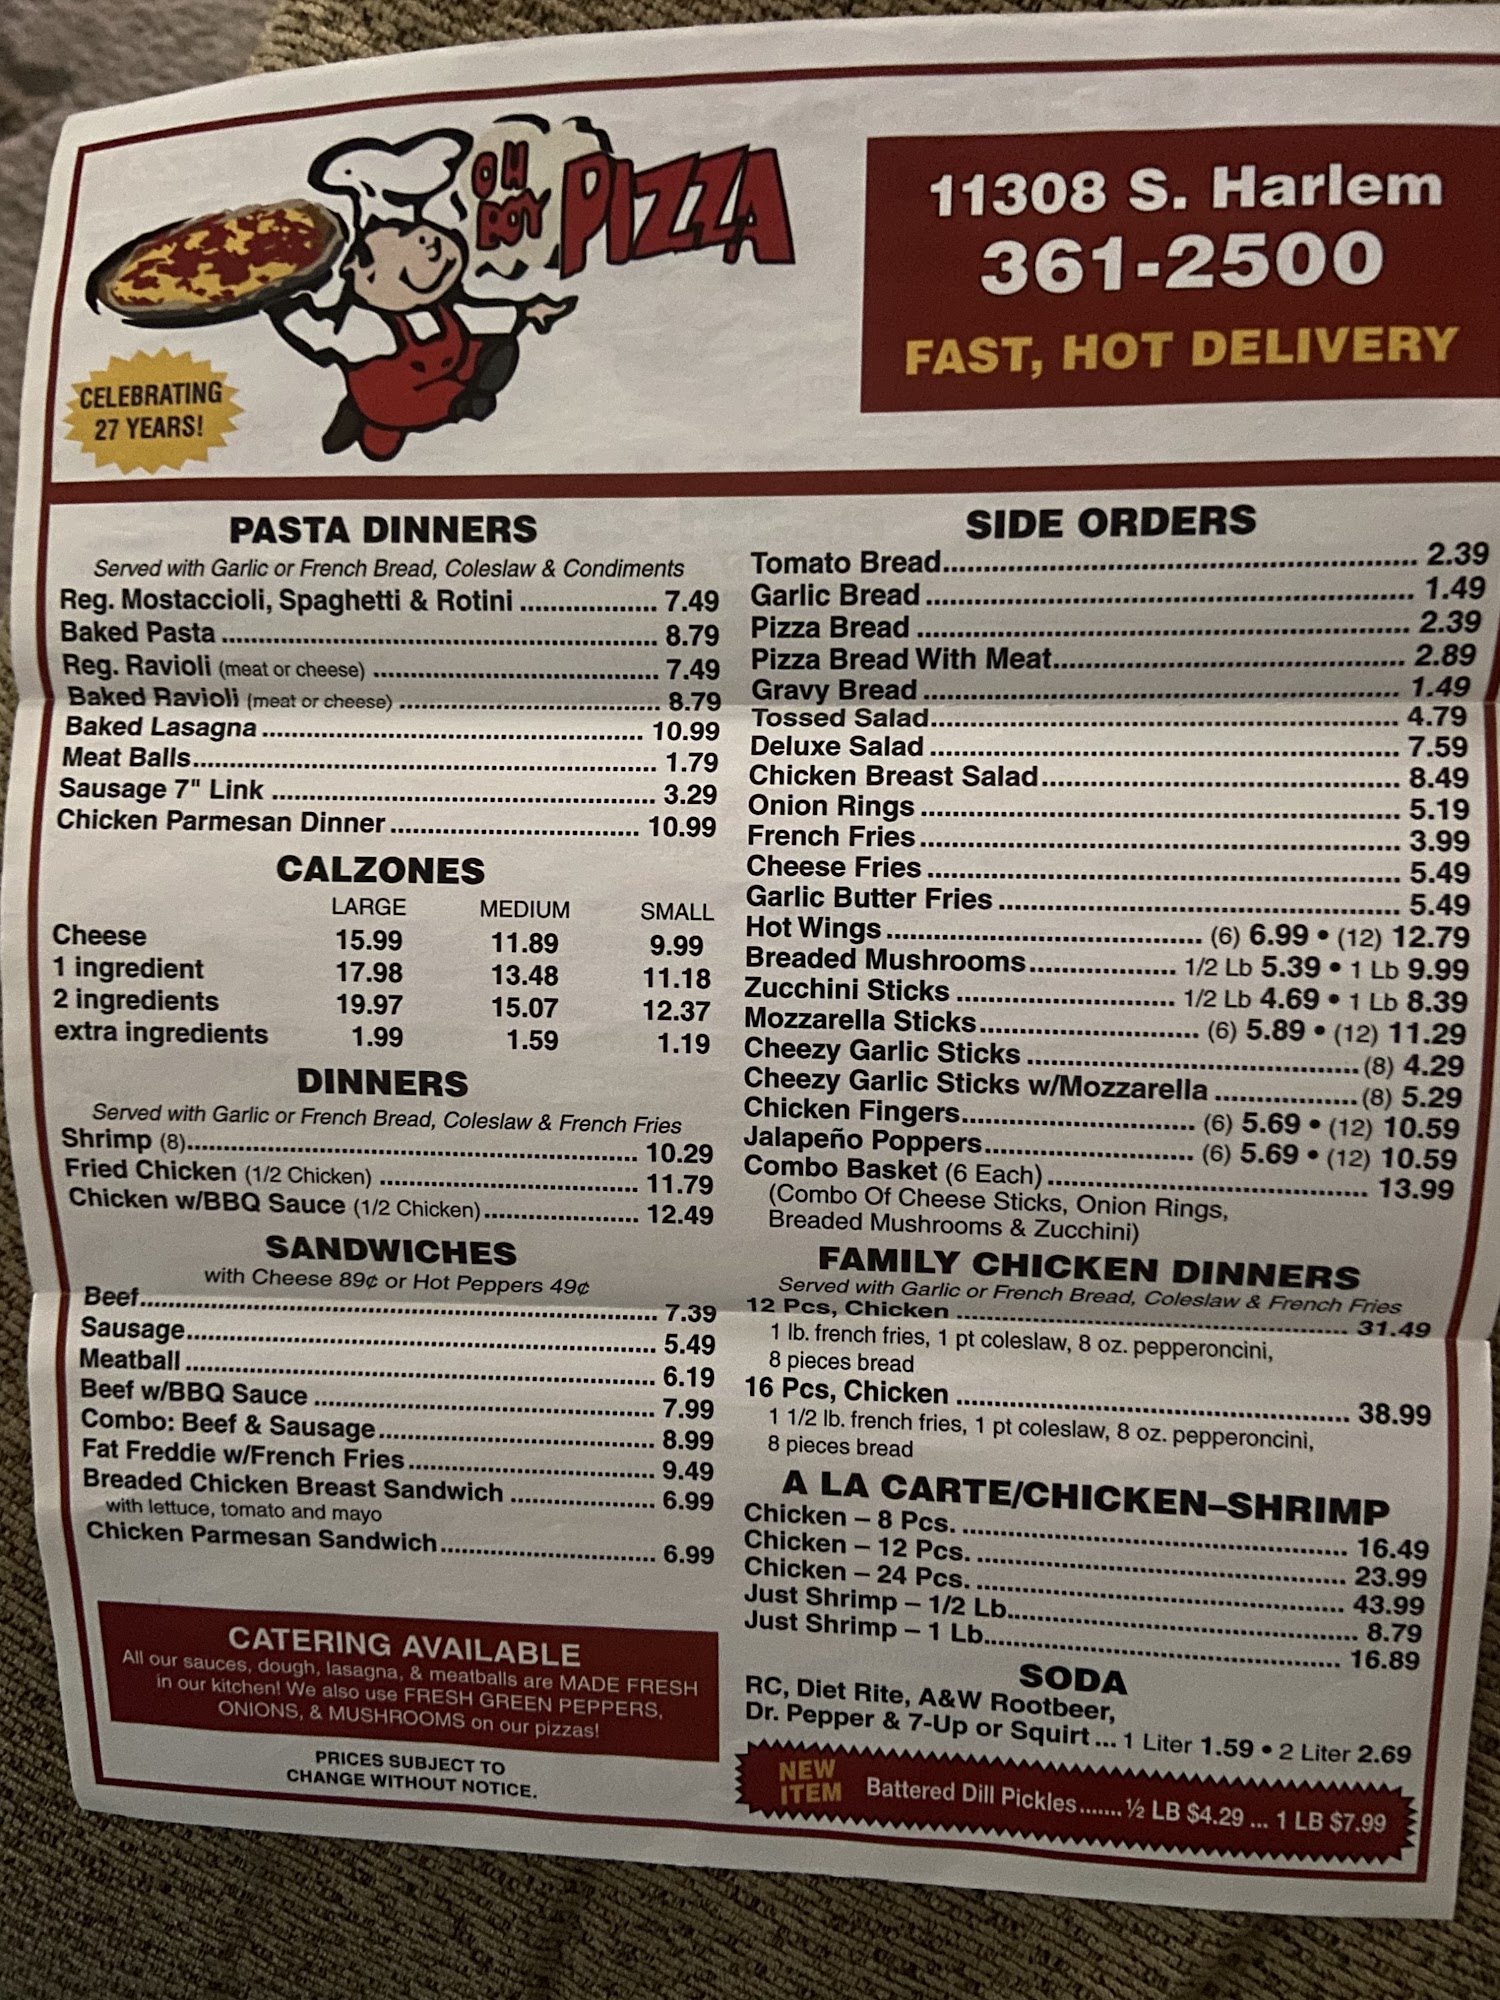 OH BOY PIZZA
CELEBRATING
27 YEARS!
11308 S. Harlem
361-2500
FAST, HOT DELIVERY
PASTA DINNERS
Served with Garlic or French Bread, Coleslaw & Condiments
Reg. Mostaccioli, Spaghetti & Rotini ... 7.49
Baked Pasta ... 8.79
Reg. Ravioli (meat or cheese) ... 7.49
Baked Ravioli (meat or cheese) ... 8.79
Baked Lasagna ... 10.99
Meat Balls... 1.79
Sausage 7" Link ... 3.29
Chicken Parmesan Dinner ... 10.99
CALZONES
LARGE MEDIUM SMALL
Cheese 15.99 11.89 9.99
1 ingredient 17.98 13.48 11.18
2 ingredients 19.97 15.07 12.37
extra ingredients 1.99 1.59 1.19
DINNERS
Served with Garlic or French Bread, Coleslaw & French Fries
Shrimp (8)... 10.29
Fried Chicken (1/2 Chicken) ... 11.79
Chicken w/BBQ Sauce (1/2 Chicken)... 12.49
SANDWICHES
with Cheese 89¢ or Hot Peppers 49¢
Beef... 7.39
Sausage... 5.49
Meatball ... 6.19
Beef w/BBQ Sauce ... 7.99
Combo: Beef & Sausage... 8.99
Fat Freddie w/French Fries... 9.49
Breaded Chicken Breast Sandwich ... 6.99
with lettuce, tomato and mayo
Chicken Parmesan Sandwich... 6.99
CATERING AVAILABLE
All our sauces, dough, lasagna, & meatballs are MADE FRESH
in our kitchen! We also use FRESH GREEN PEPPERS,
ONIONS, & MUSHROOMS on our pizzas!
PRICES SUBJECT TO
CHANGE WITHOUT NOTICE.
SIDE ORDERS
Tomato Bread... 2.39
Garlic Bread ... 1.49
Pizza Bread ... 2.39
Pizza Bread With Meat... 2.89
Gravy Bread ... 1.49
Tossed Salad... 4.79
Deluxe Salad ... 7.59
Chicken Breast Salad... 8.49
Onion Rings ... 5.19
French Fries ... 3.99
Cheese Fries ... 5.49
Garlic Butter Fries ... 5.49
Hot Wings ... (6) 6.99 • (12) 12.79
Breaded Mushrooms... 1/2 Lb 5.39 • 1 Lb 9.99
Zucchini Sticks ... 1/2 Lb 4.69 • 1 Lb 8.39
Mozzarella Sticks... (6) 5.89 • (12) 11.29
Cheezy Garlic Sticks ... (8) 4.29
Cheezy Garlic Sticks w/Mozzarella ... (8) 5.29
Chicken Fingers... (6) 5.69 • (12) 10.59
Jalapeño Poppers... (6) 5.69 • (12) 10.59
Combo Basket (6 Each) ... 13.99
(Combo Of Cheese Sticks, Onion Rings,
Breaded Mushrooms & Zucchini)
FAMILY CHICKEN DINNERS
Served with Garlic or French Bread, Coleslaw & French Fries
12 Pcs, Chicken ... 31.49
1 lb. french fries, 1 pt coleslaw, 8 oz. pepperoncini,
8 pieces bread
16 Pcs, Chicken ... 38.99
1 1/2 lb. french fries, 1 pt coleslaw, 8 oz. pepperoncini,
8 pieces bread
A LA CARTE/CHICKEN–SHRIMP
Chicken – 8 Pcs. ... 16.49
Chicken – 12 Pcs. ... 23.99
Chicken – 24 Pcs. ... 43.99
Just Shrimp – 1/2 Lb... 8.79
Just Shrimp – 1 Lb... 16.89
SODA
RC, Diet Rite, A&W Rootbeer,
Dr. Pepper & 7-Up or Squirt ... 1 Liter 1.59 • 2 Liter 2.69
NEW
ITEM
Battered Dill Pickles....... ½ LB $4.29 ... 1 LB $7.99